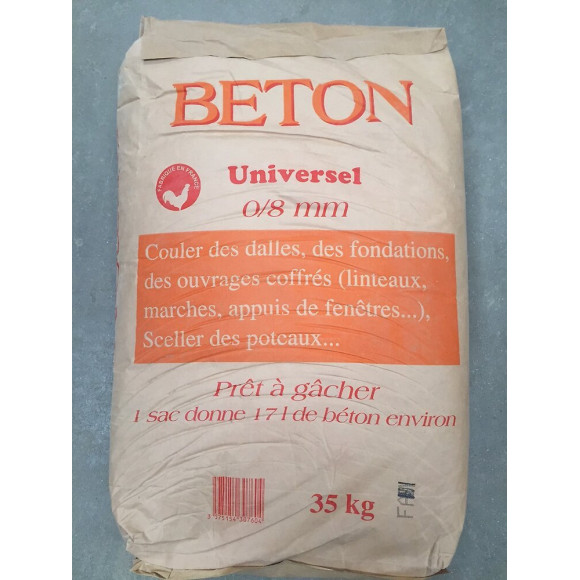 BETON
FABRIQUE EN FRANCE
Universel
0/8 mm
Couler des dalles, des fondations,
des ouvrages coffrés (linteaux,
marches, appuis de fenêtres...),
Sceller des poteaux...
Prêt à gâcher
1 sac donne 17 l de béton environ
35 kg